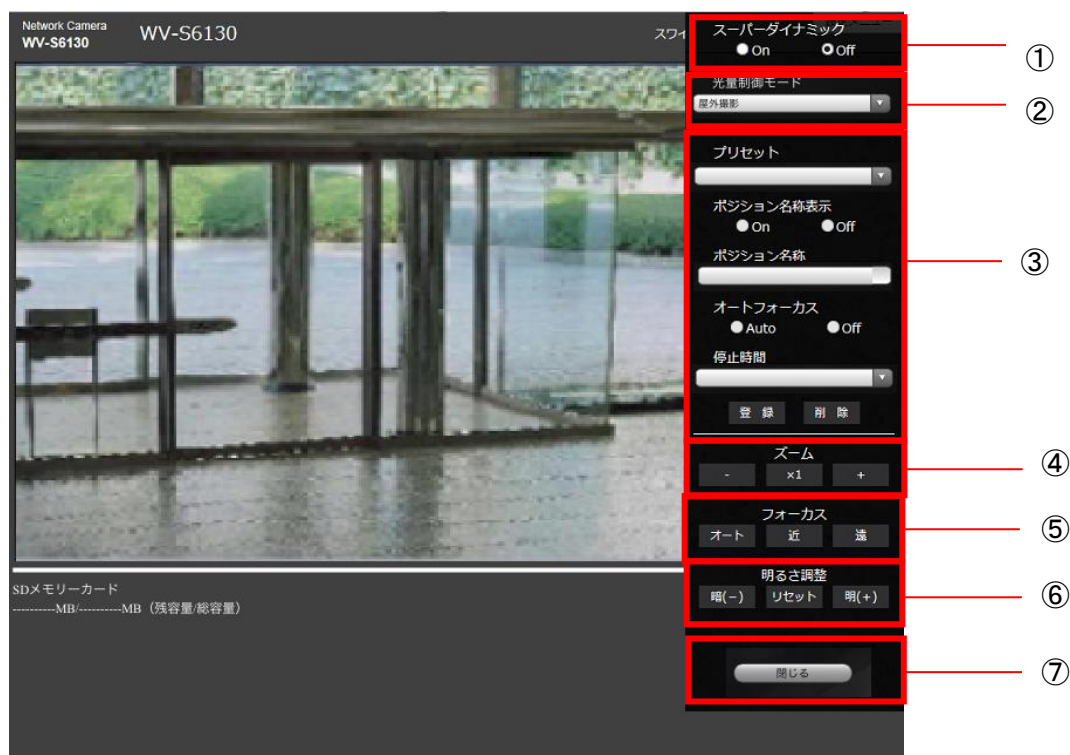 Network Camera
WV-S6130
WV-S6130
スワイ
スーパーダイナミック
On Off
①
光量制御モード
屋外撮影
②
プリセット
ポジション名称表示
On Off
ポジション名称
③
オートフォーカス
Auto Off
停止時間
登 録 削 除
ズーム
- ×1 +
④
フォーカス
オート 近 遠
⑤
明るさ調整
暗(-) リセット 明(+)
⑥
閉じる
⑦
SDメモリーカード
----------MB/----------MB（残容量/総容量）